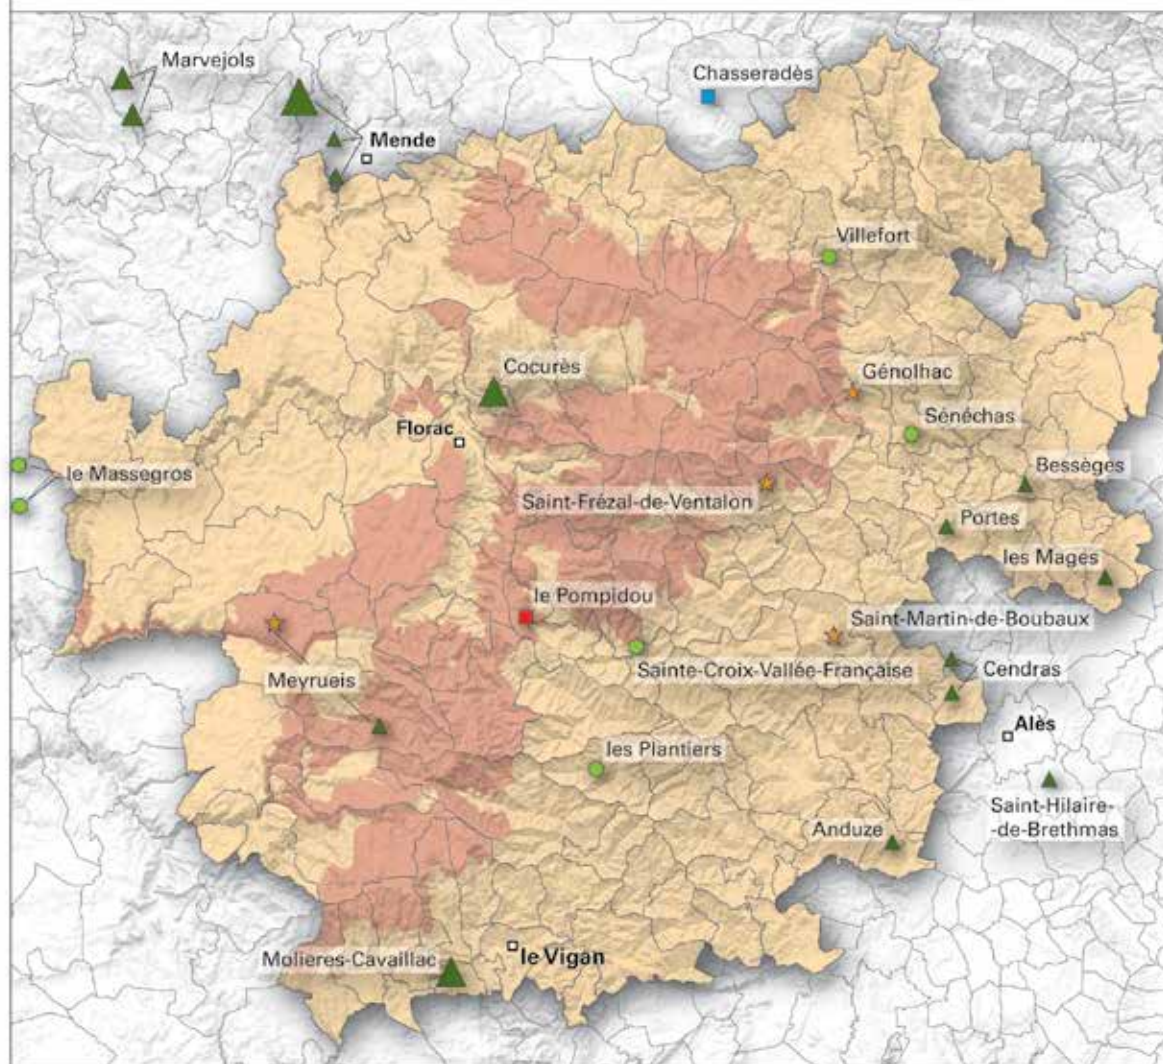 Marvejols
Chasseradès
Mende
Villefort
Cocurès
Génolhac
Florac
Sénéchas
Bessèges
le Massegros
Saint-Frézal-de-Ventalon
Portes
les Mages
le Pompidou
Saint-Martin-de-Boubaux
Sainte-Croix-Vallée-Française
Cendras
Meyrueis
Alès
les Plantiers
Saint-Hilaire-
-de-Brethmas
Anduze
le Vigan
Molieres-Cavaillac